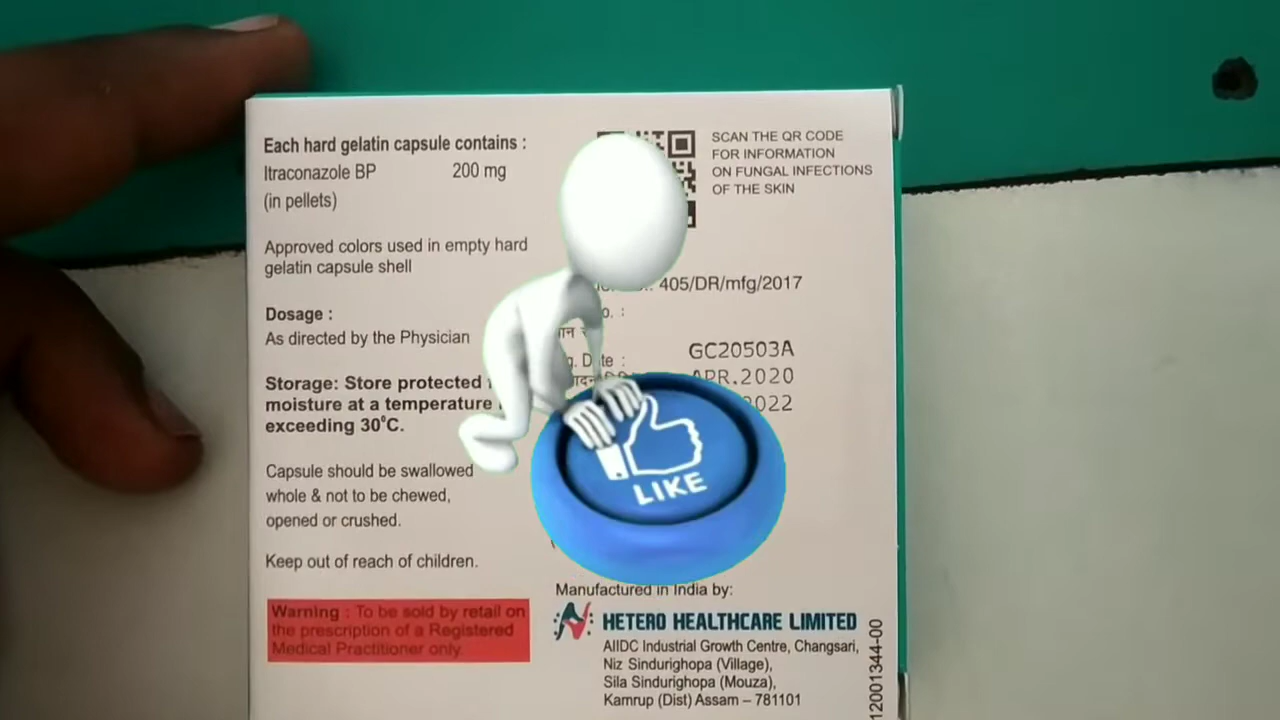 Each hard gelatin capsule contains :
Itraconazole BP 200 mg
(in pellets)
Approved colors used in empty hard
gelatin capsule shell
Dosage :
As directed by the Physician
Storage: Store protected
moisture at a temperature
exceeding 30⁰C.
Capsule should be swallowed
whole & not to be chewed,
opened or crushed.
Keep out of reach of children.
Warning : To be sold by retail on
the prescription of a Registered
Medical Practitioner only.
SCAN THE QR CODE
FOR INFORMATION
ON FUNGAL INFECTIONS
OF THE SKIN
405/DR/mfg/2017
GC20503A
Date :
APR.2020
2022
LIKE
Manufactured in India by:
HETERO HEALTHCARE LIMITED
AIIDC Industrial Growth Centre, Changsari,
Niz Sindurighopa (Village),
Sila Sindurighopa (Mouza),
Kamrup (Dist) Assam – 781101
12001344-00